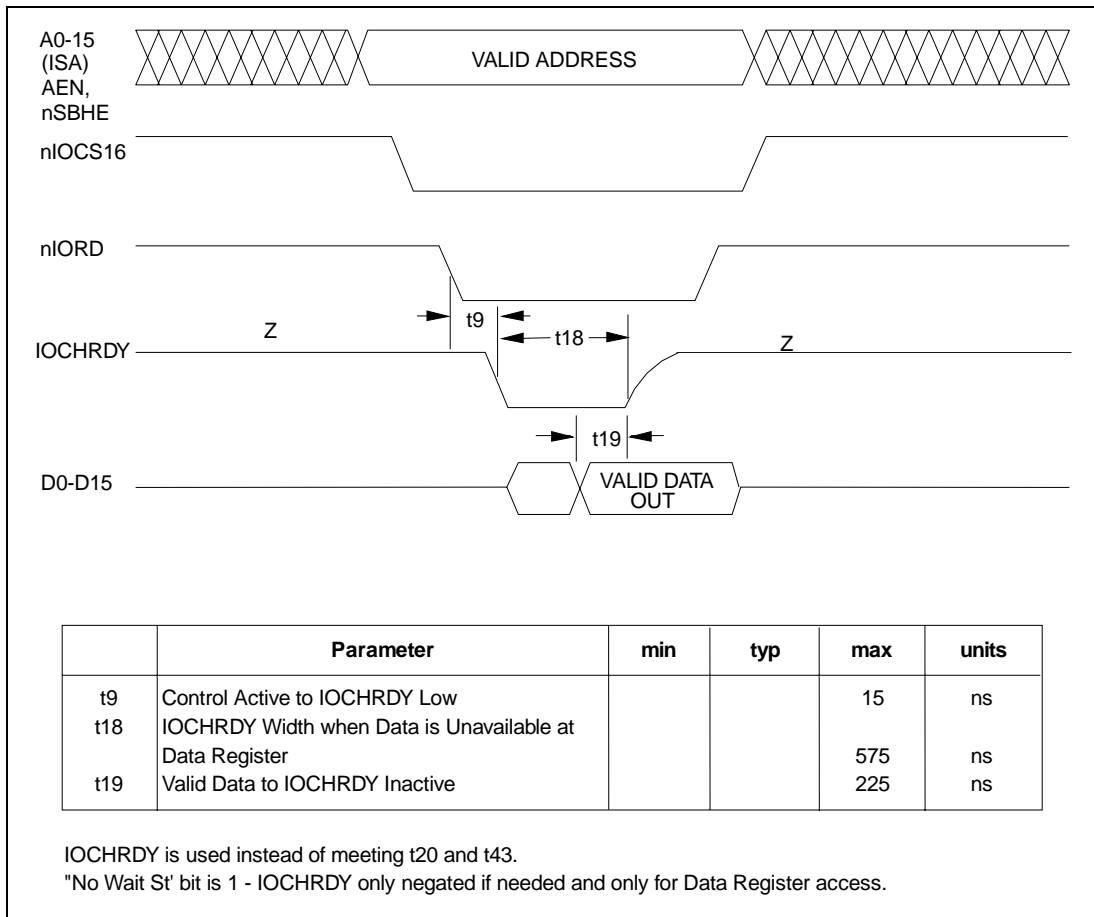 A0-15
(ISA)
AEN,
nSBHE
VALID ADDRESS
nIOCS16
nIORD
t9
Z
t18
Z
IOCHRDY
t19
D0-D15
VALID DATA
OUT
Parameter min typ max units
t9 Control Active to IOCHRDY Low 15 ns
t18 IOCHRDY Width when Data is Unavailable at
Data Register 575 ns
t19 Valid Data to IOCHRDY Inactive 225 ns
IOCHRDY is used instead of meeting t20 and t43.
"No Wait St' bit is 1 - IOCHRDY only negated if needed and only for Data Register access.